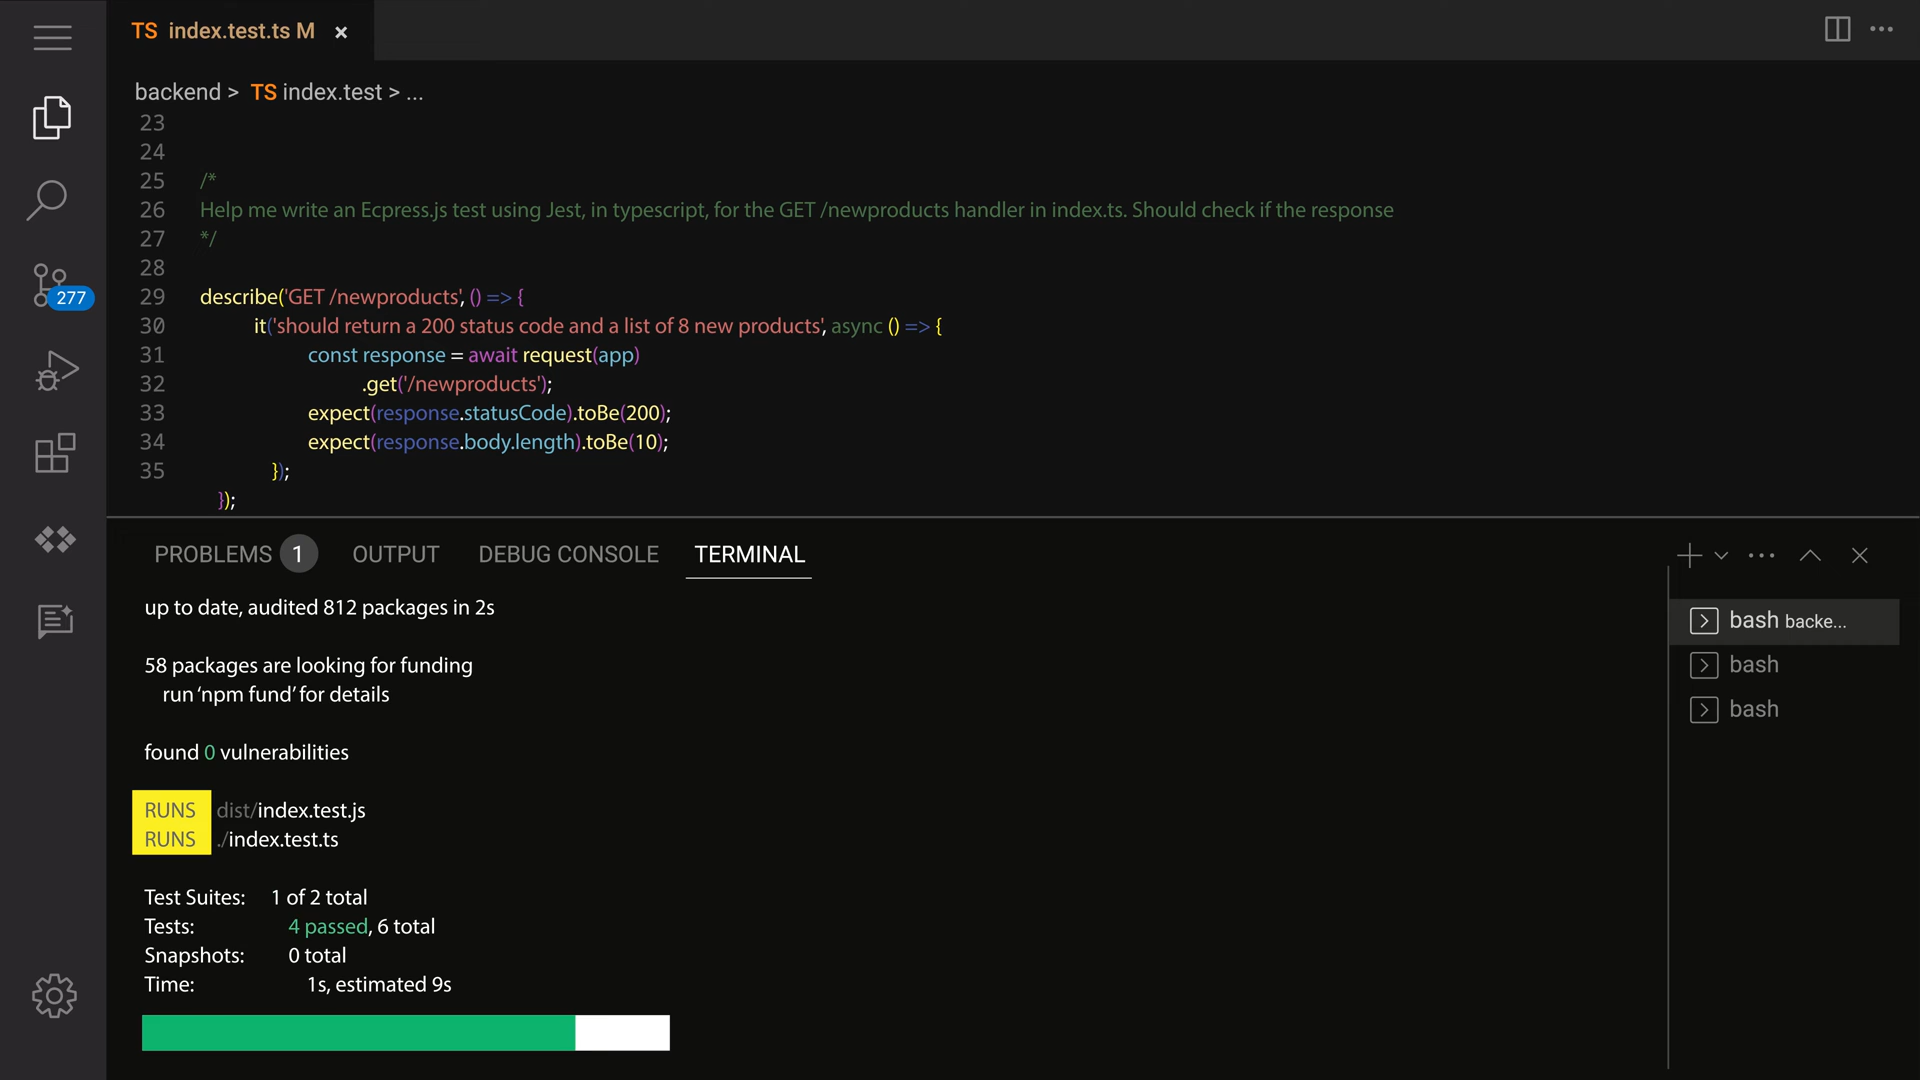 TS index.test.ts M ×
backend > TS index.test > ...
23
24
25 /*
26 Help me write an Ecpress.js test using Jest, in typescript, for the GET /newproducts handler in index.ts. Should check if the response
27 */
28
29 describe('GET /newproducts', () => {
30 it('should return a 200 status code and a list of 8 new products', async () => {
31 const response = await request(app)
32 .get('/newproducts');
33 expect(response.statusCode).toBe(200);
34 expect(response.body.length).toBe(10);
35 });
});
277
PROBLEMS 1 OUTPUT DEBUG CONSOLE TERMINAL
up to date, audited 812 packages in 2s
58 packages are looking for funding
run ‘npm fund’ for details
found 0 vulnerabilities
RUNS dist/index.test.js
RUNS ./index.test.ts
Test Suites: 1 of 2 total
Tests: 4 passed, 6 total
Snapshots: 0 total
Time: 1s, estimated 9s
bash backe...
bash
bash